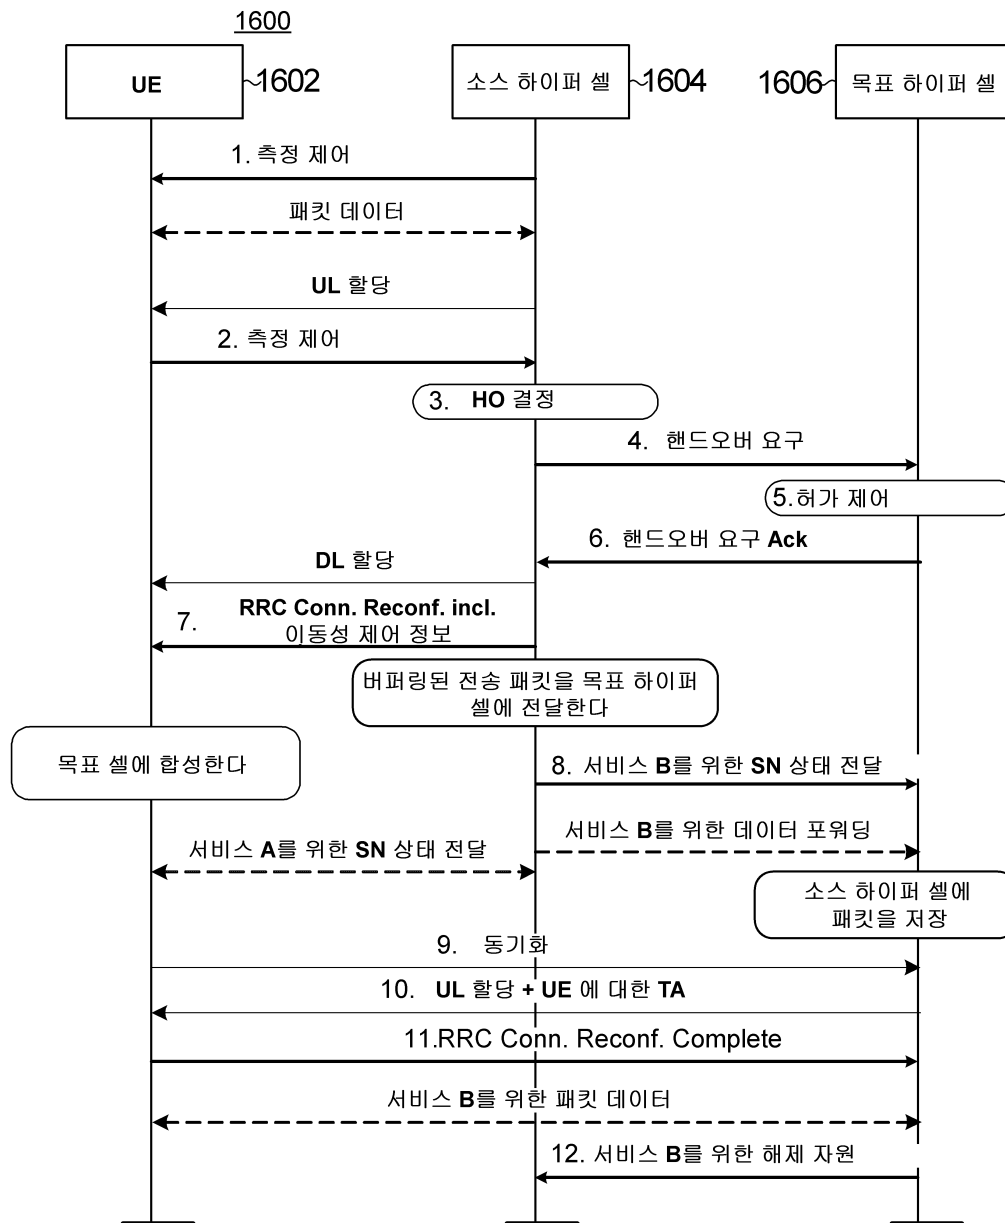 1600
UE
1602
소스 하이퍼 셀
1604
1606
목표 하이퍼 셀
1. 측정 제어
패킷 데이터
UL 할당
2. 측정 제어
3. HO 결정
4. 핸드오버 요구
5.허가 제어
6. 핸드오버 요구 Ack
DL 할당
7. RRC Conn. Reconf. incl.
이동성 제어 정보
버퍼링된 전송 패킷을 목표 하이퍼
셀에 전달한다
목표 셀에 합성한다
8. 서비스 B를 위한 SN 상태 전달
서비스 B를 위한 데이터 포워딩
서비스 A를 위한 SN 상태 전달
소스 하이퍼 셀에
패킷을 저장
9. 동기화
10. UL 할당 + UE 에 대한 TA
11.RRC Conn. Reconf. Complete
서비스 B를 위한 패킷 데이터
12. 서비스 B를 위한 해제 자원